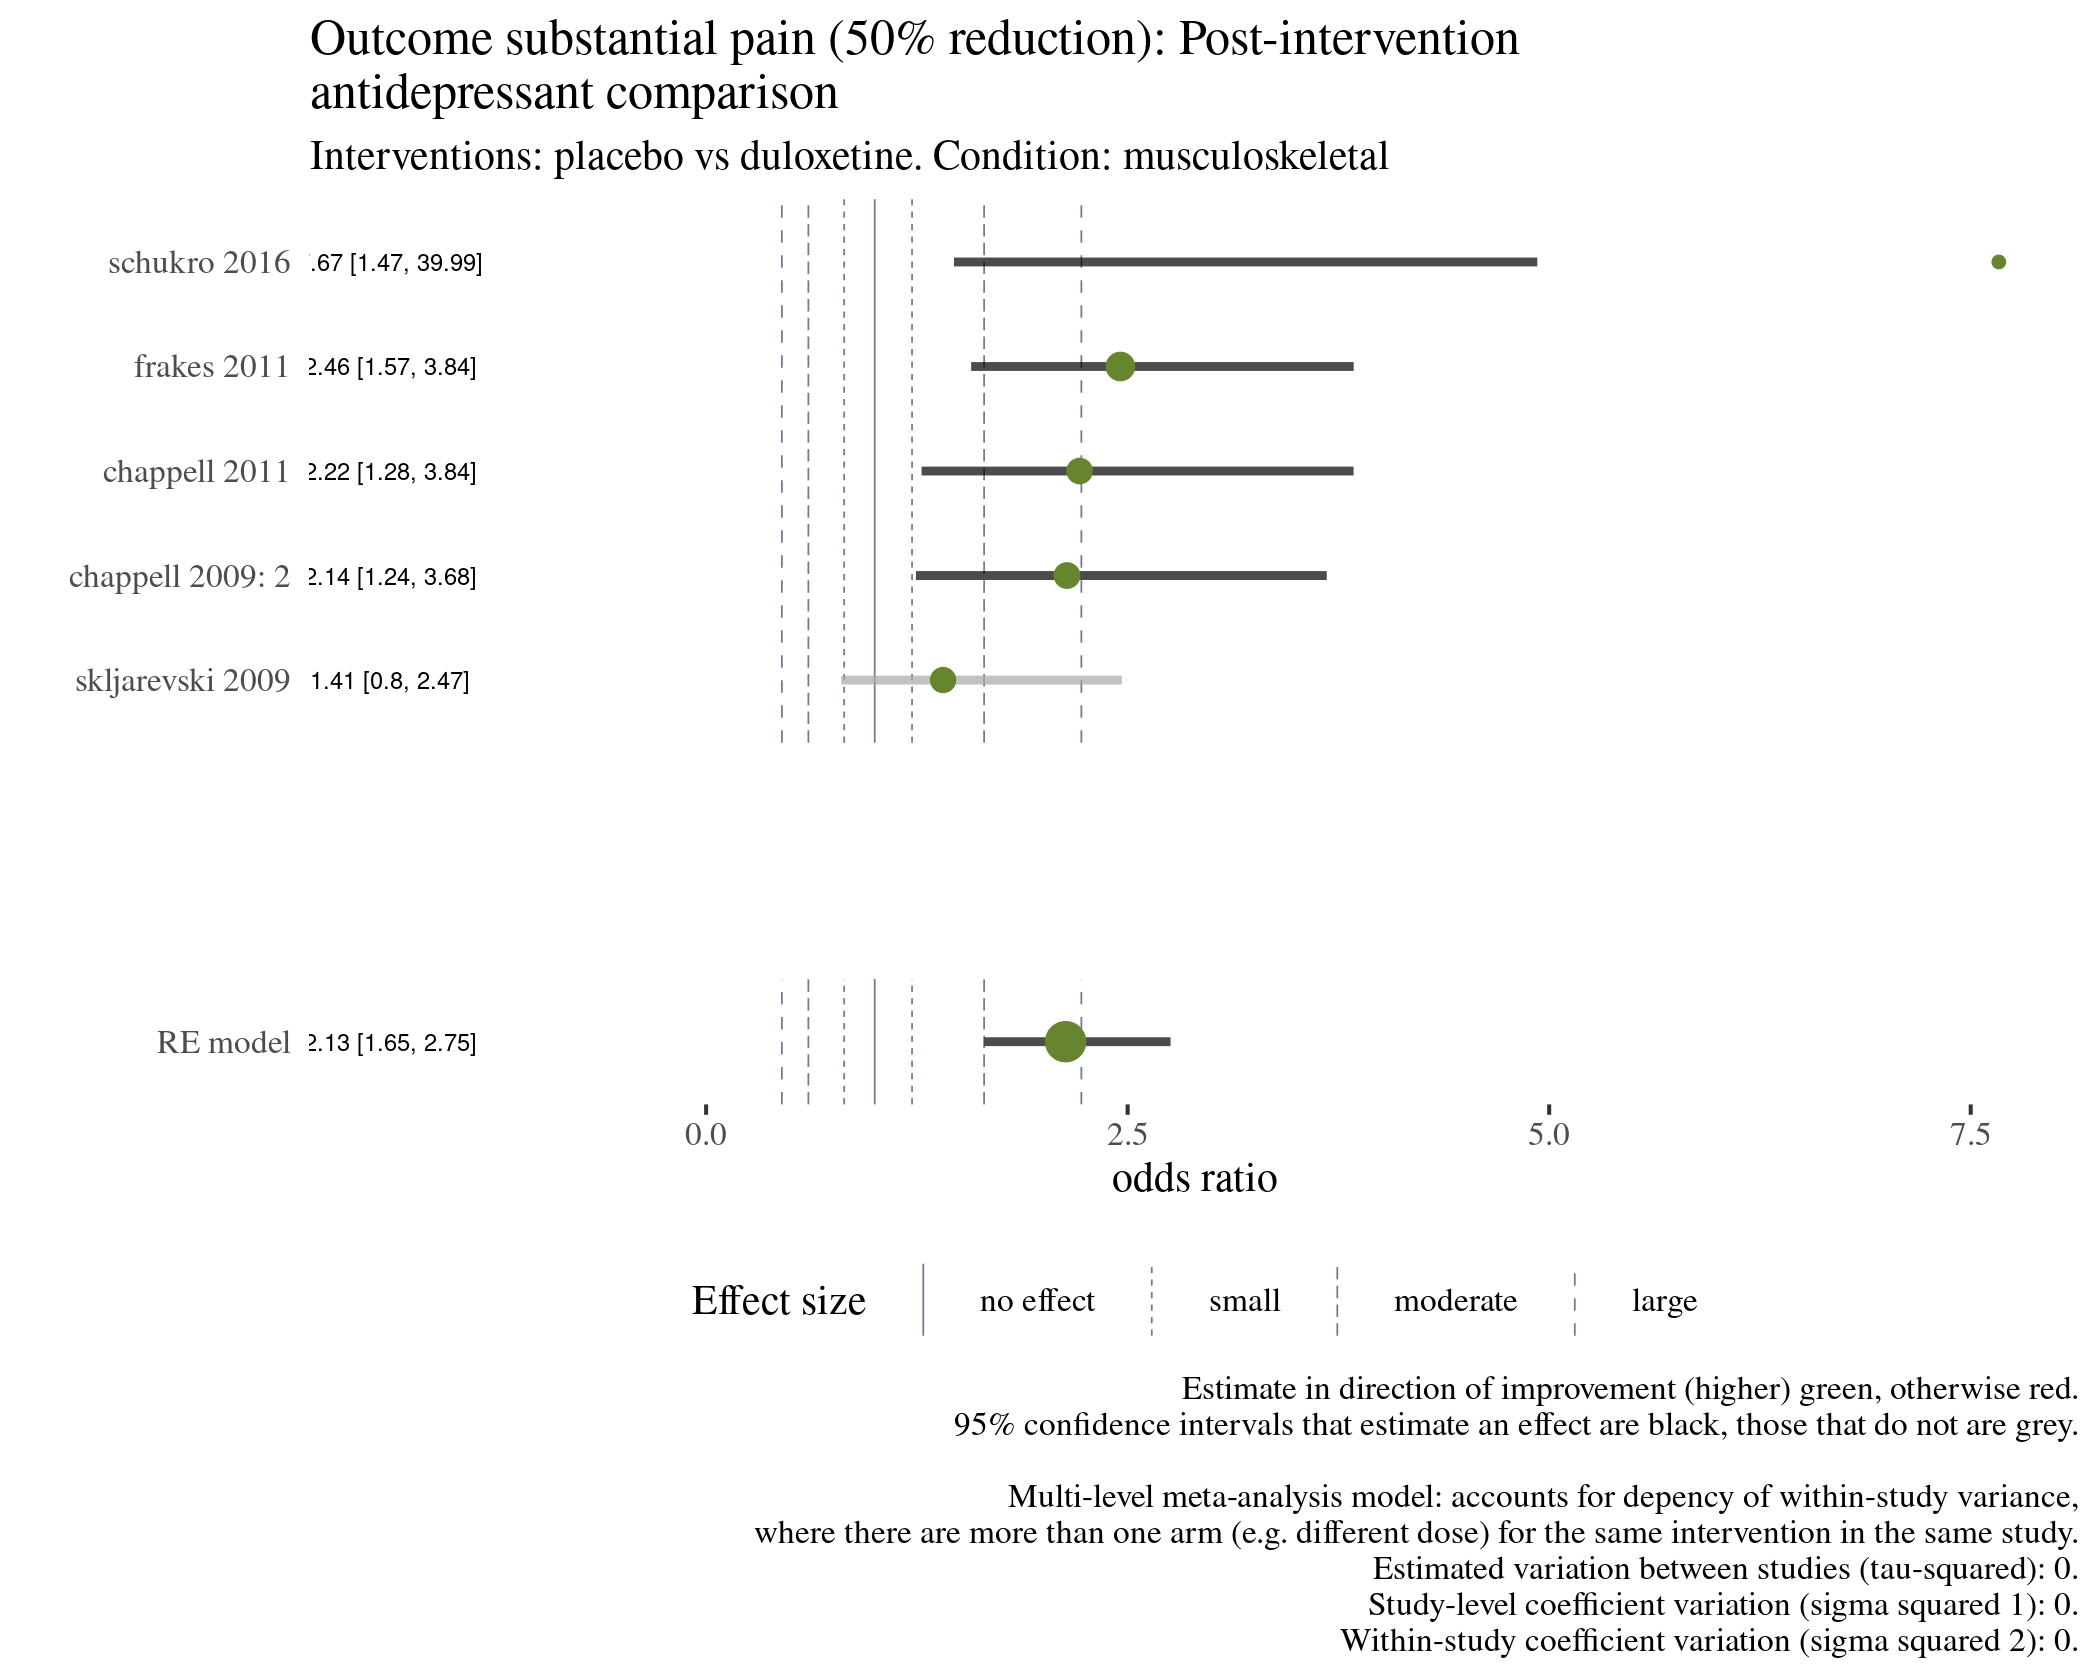 Outcome substantial pain (50% reduction): Post-intervention
antidepressant comparison
Interventions: placebo vs duloxetine. Condition: musculoskeletal
schukro 2016 .67 [1.47, 39.99]
frakes 2011 2.46 [1.57, 3.84]
chappell 2011 2.22 [1.28, 3.84]
chappell 2009: 2 2.14 [1.24, 3.68]
skljarevski 2009 1.41 [0.8, 2.47]
RE model 2.13 [1.65, 2.75]
0.0 2.5 5.0 7.5
odds ratio
Effect size no effect small moderate large
Estimate in direction of improvement (higher) green, otherwise red.
95% confidence intervals that estimate an effect are black, those that do not are grey.
Multi-level meta-analysis model: accounts for depency of within-study variance,
where there are more than one arm (e.g. different dose) for the same intervention in the same study.
Estimated variation between studies (tau-squared): 0.
Study-level coefficient variation (sigma squared 1): 0.
Within-study coefficient variation (sigma squared 2): 0.